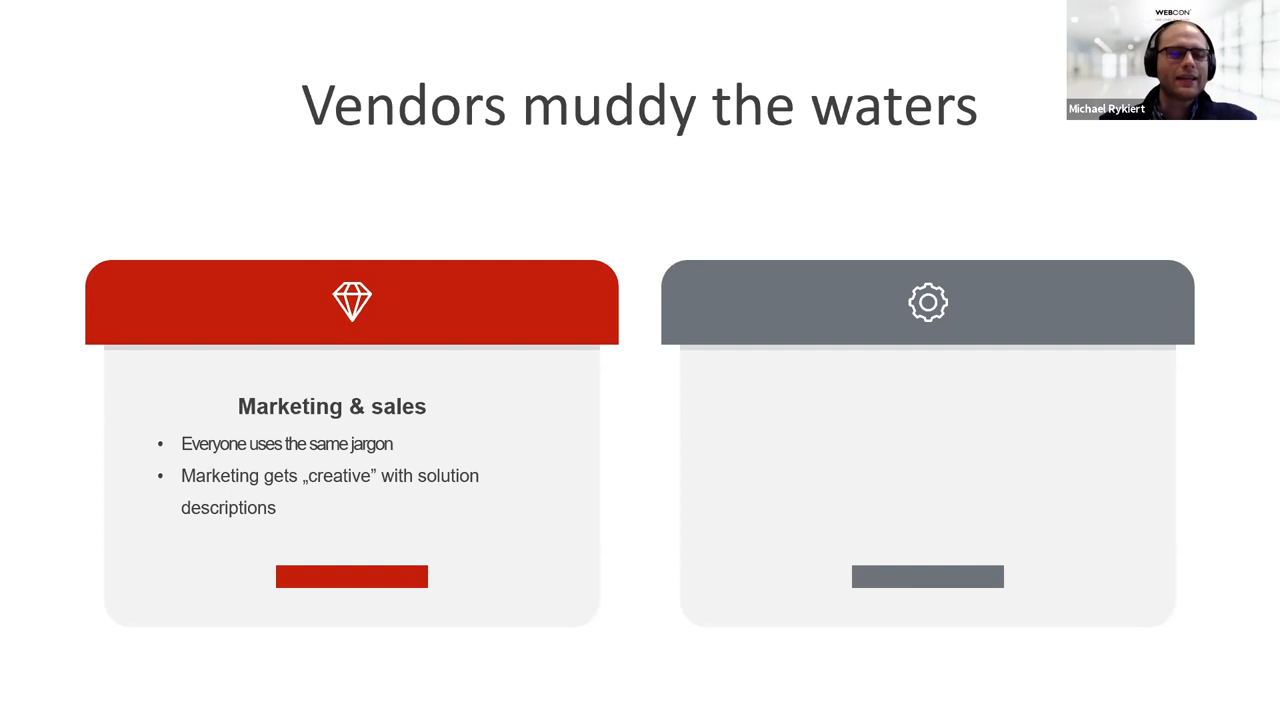 WEBCON
Vendors muddy the waters
Michael Rykiert
Marketing & sales
• Everyone uses the same jargon
• Marketing gets „creative” with solution
descriptions